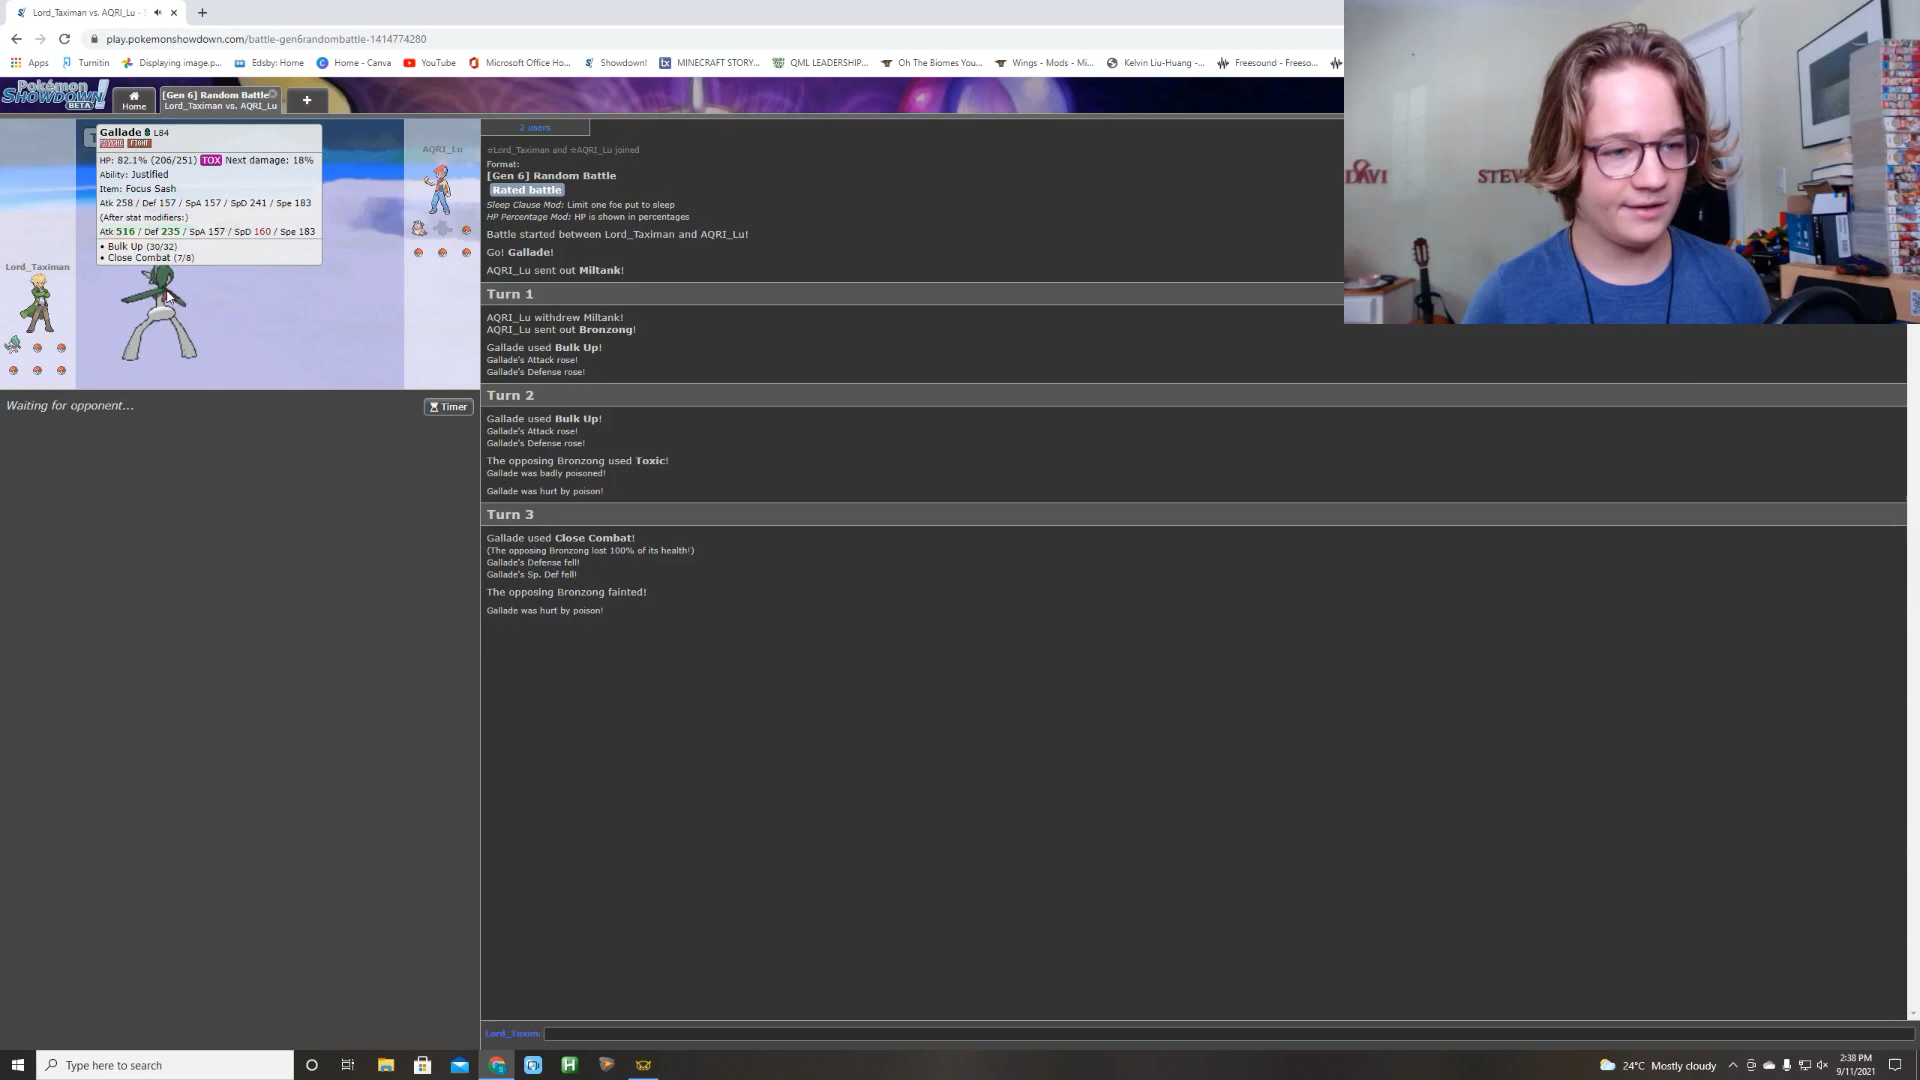 Lord_Taximan vs. AQRI_Lu -
play.pokemonshowdown.com/battle-gen6randombattle-1414774280
Apps
Turnitin
Displaying image.p...
Edsby: Home
Home - Canva
YouTube
Microsoft Office Ho...
Showdown!
MINECRAFT STORY...
QML LEADERSHIP...
Oh The Biomes You...
Wings - Mods - Mi...
Kelvin Liu-Huang -...
Freesound - Freeso...
Pokémon
SHOWDOWN!
BETA
Home
[Gen 6] Random Battle
Lord_Taximan vs. AQRI_Lu
+
Gallade L84
PSYCHC FIGHT
HP: 82.1% (206/251) TOX Next damage: 18%
Ability: Justified
Item: Focus Sash
Atk 258 / Def 157 / SpA 157 / SpD 241 / Spe 183
(After stat modifiers:)
Atk 516 / Def 235 / SpA 157 / SpD 160 / Spe 183
• Bulk Up (30/32)
• Close Combat (7/8)
AQRI_Lu
Lord_Taximan
Waiting for opponent...
Timer
2 users
☆Lord_Taximan and ☆AQRI_Lu joined
Format:
[Gen 6] Random Battle
Rated battle
Sleep Clause Mod: Limit one foe put to sleep
HP Percentage Mod: HP is shown in percentages
Battle started between Lord_Taximan and AQRI_Lu!
Go! Gallade!
AQRI_Lu sent out Miltank!
Turn 1
AQRI_Lu withdrew Miltank!
AQRI_Lu sent out Bronzong!
Gallade used Bulk Up!
Gallade's Attack rose!
Gallade's Defense rose!
Turn 2
Gallade used Bulk Up!
Gallade's Attack rose!
Gallade's Defense rose!
The opposing Bronzong used Toxic!
Gallade was badly poisoned!
Gallade was hurt by poison!
Turn 3
Gallade used Close Combat!
(The opposing Bronzong lost 100% of its health!)
Gallade's Defense fell!
Gallade's Sp. Def fell!
The opposing Bronzong fainted!
Gallade was hurt by poison!
Lord_Taxim:
DAVI
STEV
Type here to search
24°C Mostly cloudy
2:38 PM
9/11/2021